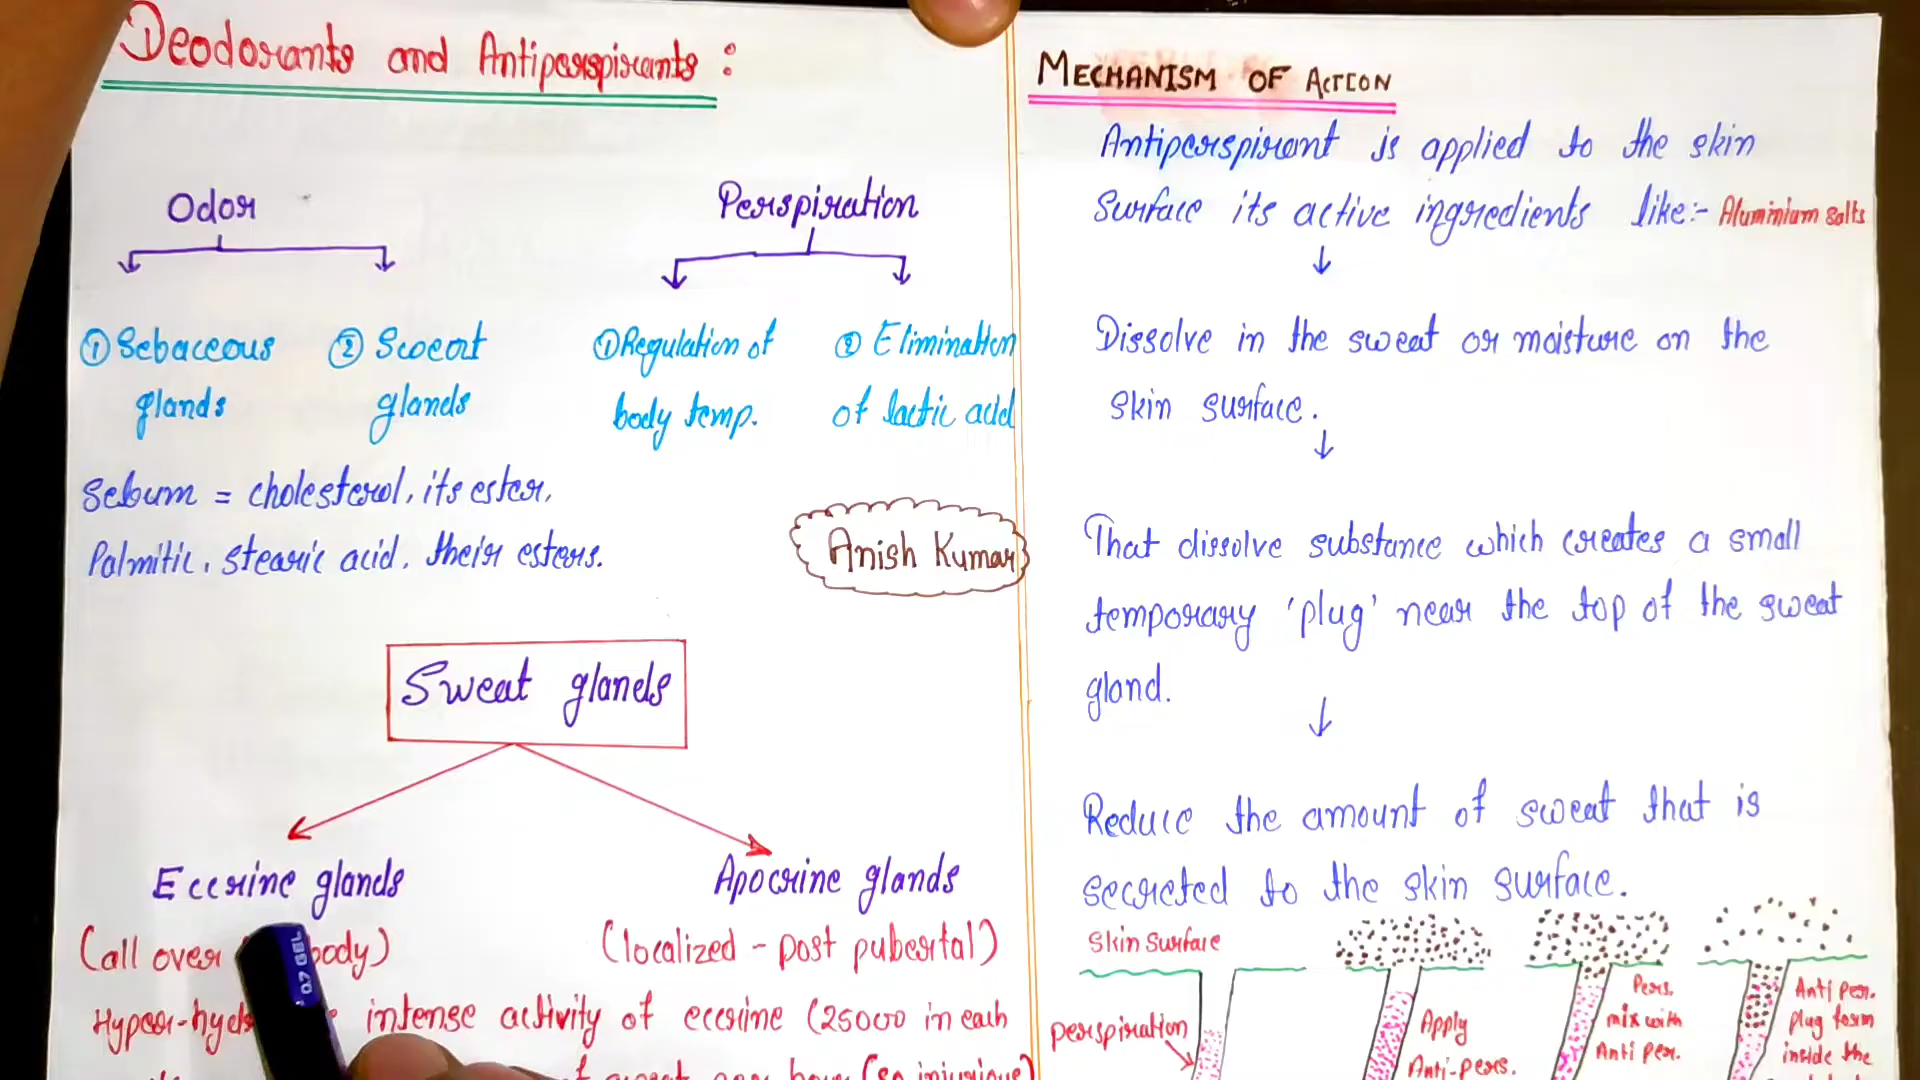 Deodorants and Antiperspirants :
Odor
Perspiration
① Sebaceous glands
② Sweat glands
① Regulation of body temp.
② Elimination of lactic acid
Sebum = cholesterol, its ester,
Palmitic, stearic acid, their esters.
Anish Kumar
Sweat glands
Eccrine glands
Apocrine glands
(all over body)
(localized - post pubertal)
intense activity of eccrine (25000 in each
MECHANISM OF ACTION
Antiperspirant is applied to the skin
Surface its active ingredients like:- Aluminium salts
↓
Dissolve in the sweat or moisture on the
skin surface.
↓
That dissolve substance which creates a small
temporary 'plug' near the top of the sweat
gland.
↓
Reduce the amount of sweat that is
secreted to the skin surface.
Skin surface
perspiration
Apply
Anti-pers.
Pers.
mix with
Anti per.
Anti per.
plug form
inside the
0.7 GEL